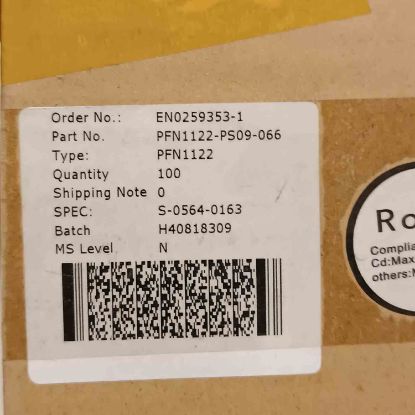 Order No.: EN0259353-1
Part No. PFN1122-PS09-066
Type: PFN1122
Quantity 100
Shipping Note 0
SPEC: S-0564-0163
Batch H40818309
MS Level N
Ro
Complia
Cd:Max
others:M